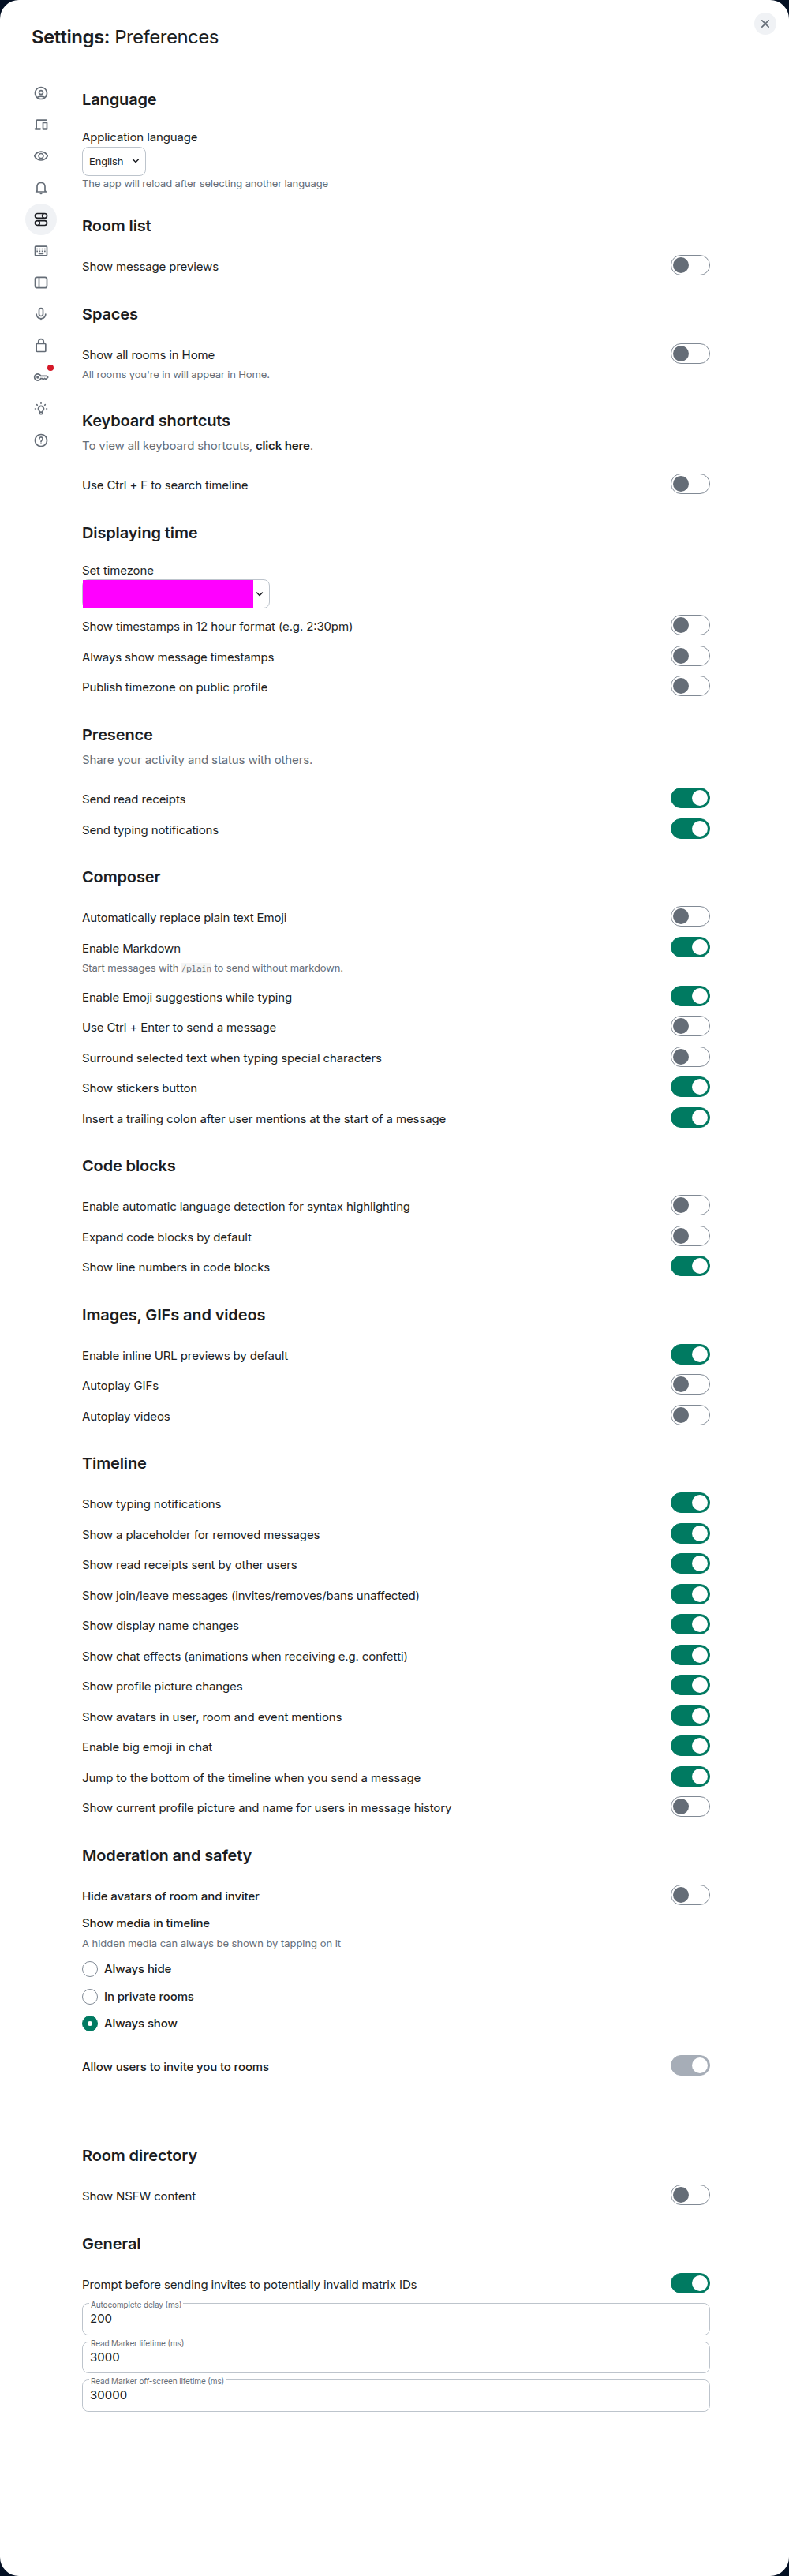 Settings: Preferences
Language
Application language
English
The app will reload after selecting another language
Room list
Show message previews
Spaces
Show all rooms in Home
All rooms you're in will appear in Home.
Keyboard shortcuts
To view all keyboard shortcuts, click here.
Use Ctrl + F to search timeline
Displaying time
Set timezone
Show timestamps in 12 hour format (e.g. 2:30pm)
Always show message timestamps
Publish timezone on public profile
Presence
Share your activity and status with others.
Send read receipts
Send typing notifications
Composer
Automatically replace plain text Emoji
Enable Markdown
Start messages with /plain to send without markdown.
Enable Emoji suggestions while typing
Use Ctrl + Enter to send a message
Surround selected text when typing special characters
Show stickers button
Insert a trailing colon after user mentions at the start of a message
Code blocks
Enable automatic language detection for syntax highlighting
Expand code blocks by default
Show line numbers in code blocks
Images, GIFs and videos
Enable inline URL previews by default
Autoplay GIFs
Autoplay videos
Timeline
Show typing notifications
Show a placeholder for removed messages
Show read receipts sent by other users
Show join/leave messages (invites/removes/bans unaffected)
Show display name changes
Show chat effects (animations when receiving e.g. confetti)
Show profile picture changes
Show avatars in user, room and event mentions
Enable big emoji in chat
Jump to the bottom of the timeline when you send a message
Show current profile picture and name for users in message history
Moderation and safety
Hide avatars of room and inviter
Show media in timeline
A hidden media can always be shown by tapping on it
Always hide
In private rooms
Always show
Allow users to invite you to rooms
Room directory
Show NSFW content
General
Prompt before sending invites to potentially invalid matrix IDs
Autocomplete delay (ms)
200
Read Marker lifetime (ms)
3000
Read Marker off-screen lifetime (ms)
30000